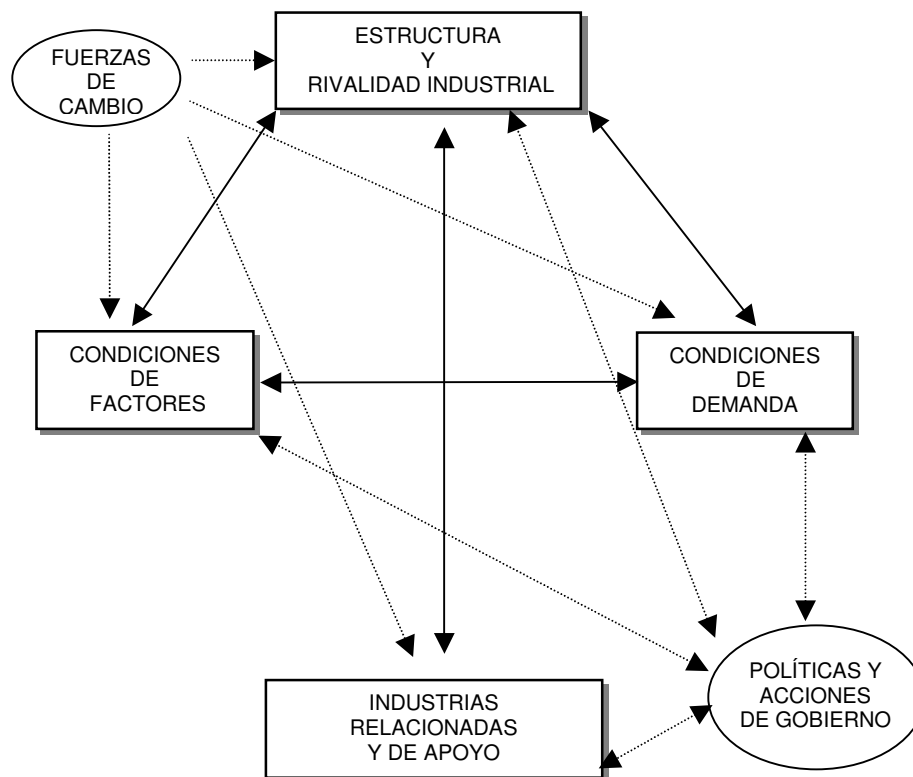 ESTRUCTURA
Y
RIVALIDAD INDUSTRIAL
FUERZAS
DE
CAMBIO
CONDICIONES
DE
FACTORES
CONDICIONES
DE
DEMANDA
INDUSTRIAS
RELACIONADAS
Y DE APOYO
POLÍTICAS Y
ACCIONES
DE GOBIERNO